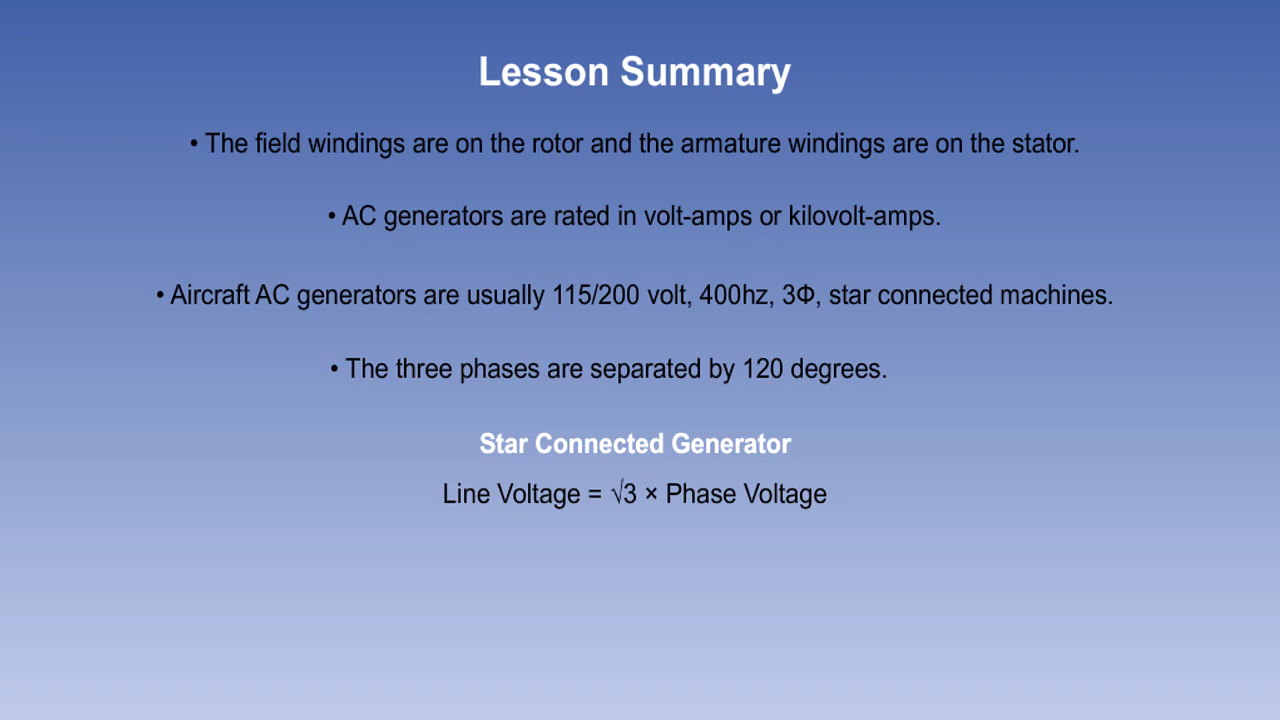 Lesson Summary
• The field windings are on the rotor and the armature windings are on the stator.
• AC generators are rated in volt-amps or kilovolt-amps.
• Aircraft AC generators are usually 115/200 volt, 400hz, 3Φ, star connected machines.
• The three phases are separated by 120 degrees.
Star Connected Generator
Line Voltage = √3 × Phase Voltage